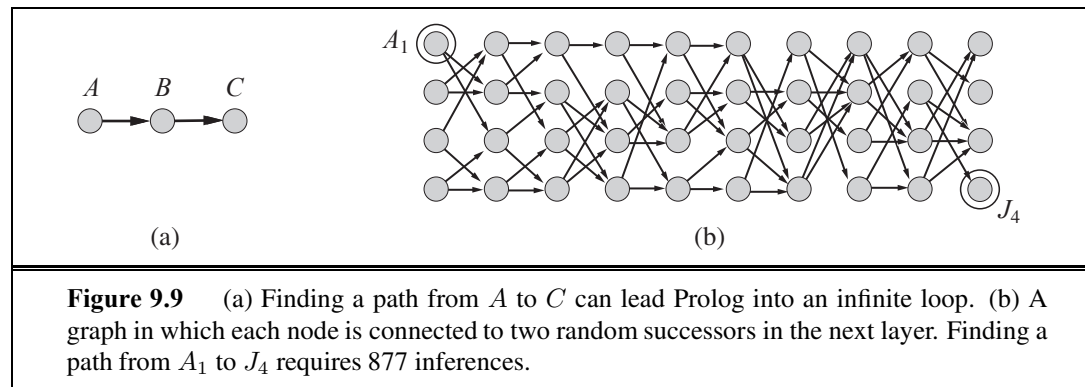 A B C
A₁
J₄
(a) (b)
Figure 9.9 (a) Finding a path from A to C can lead Prolog into an infinite loop. (b) A
graph in which each node is connected to two random successors in the next layer. Finding a
path from A₁ to J₄ requires 877 inferences.